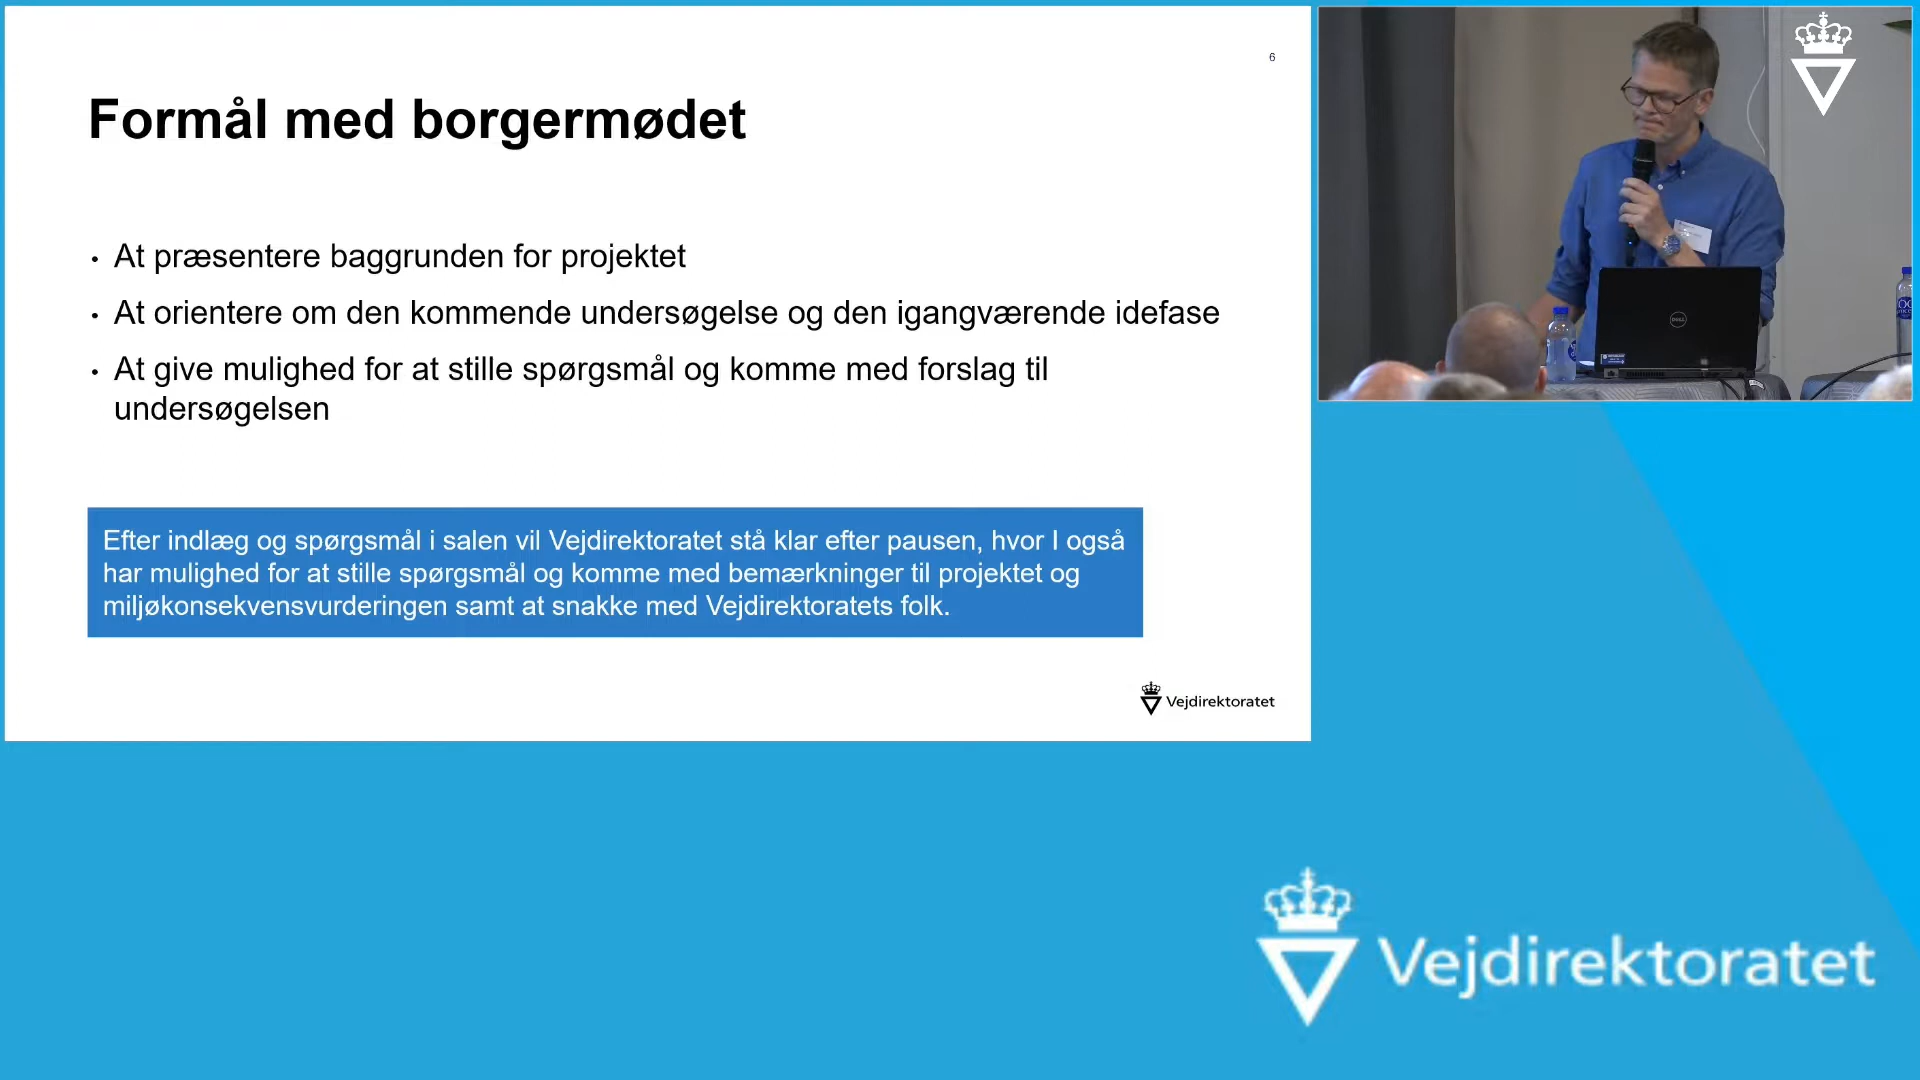 6
Formål med borgermødet
• At præsentere baggrunden for projektet
• At orientere om den kommende undersøgelse og den igangværende idefase
• At give mulighed for at stille spørgsmål og komme med forslag til
undersøgelsen
Efter indlæg og spørgsmål i salen vil Vejdirektoratet stå klar efter pausen, hvor I også
har mulighed for at stille spørgsmål og komme med bemærkninger til projektet og
miljøkonsekvensvurderingen samt at snakke med Vejdirektoratets folk.
Vejdirektoratet
DELL
Vejdirektoratet